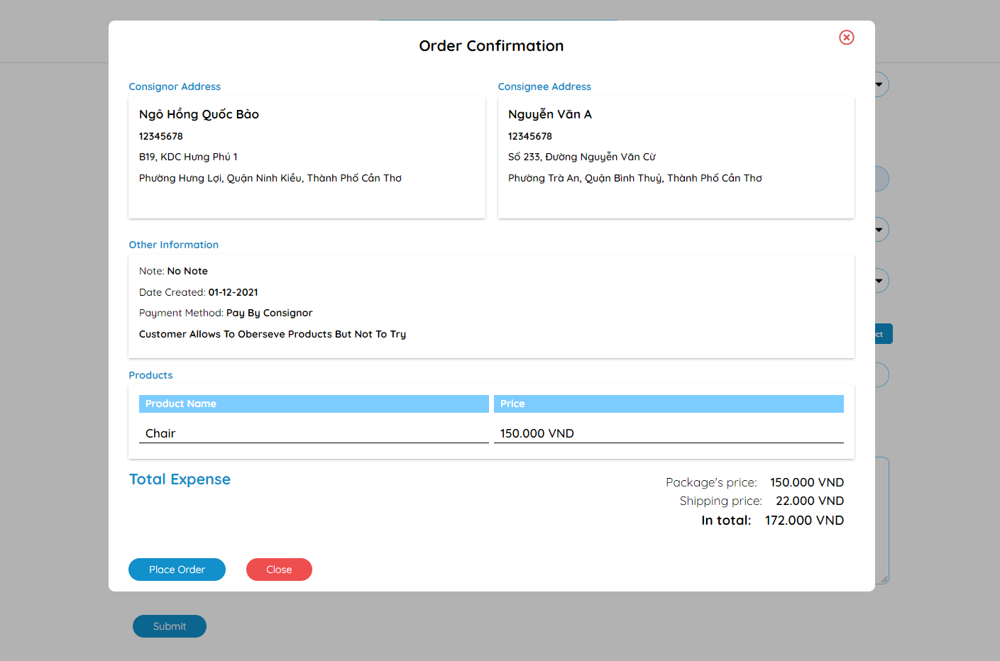 Order Confirmation
Consignor Address
Ngô Hồng Quốc Bảo
12345678
B19, KDC Hưng Phú 1
Phường Hưng Lợi, Quận Ninh Kiều, Thành Phố Cần Thơ
Consignee Address
Nguyễn Văn A
12345678
Số 233, Đường Nguyễn Văn Cừ
Phường Trà An, Quận Bình Thuỷ, Thành Phố Cần Thơ
Other Information
Note: No Note
Date Created: 01-12-2021
Payment Method: Pay By Consignor
Customer Allows To Oberseve Products But Not To Try
ct
Products
Product Name Price
Chair 150.000 VND
Total Expense
Package's price: 150.000 VND
Shipping price: 22.000 VND
In total: 172.000 VND
Place Order Close
Submit